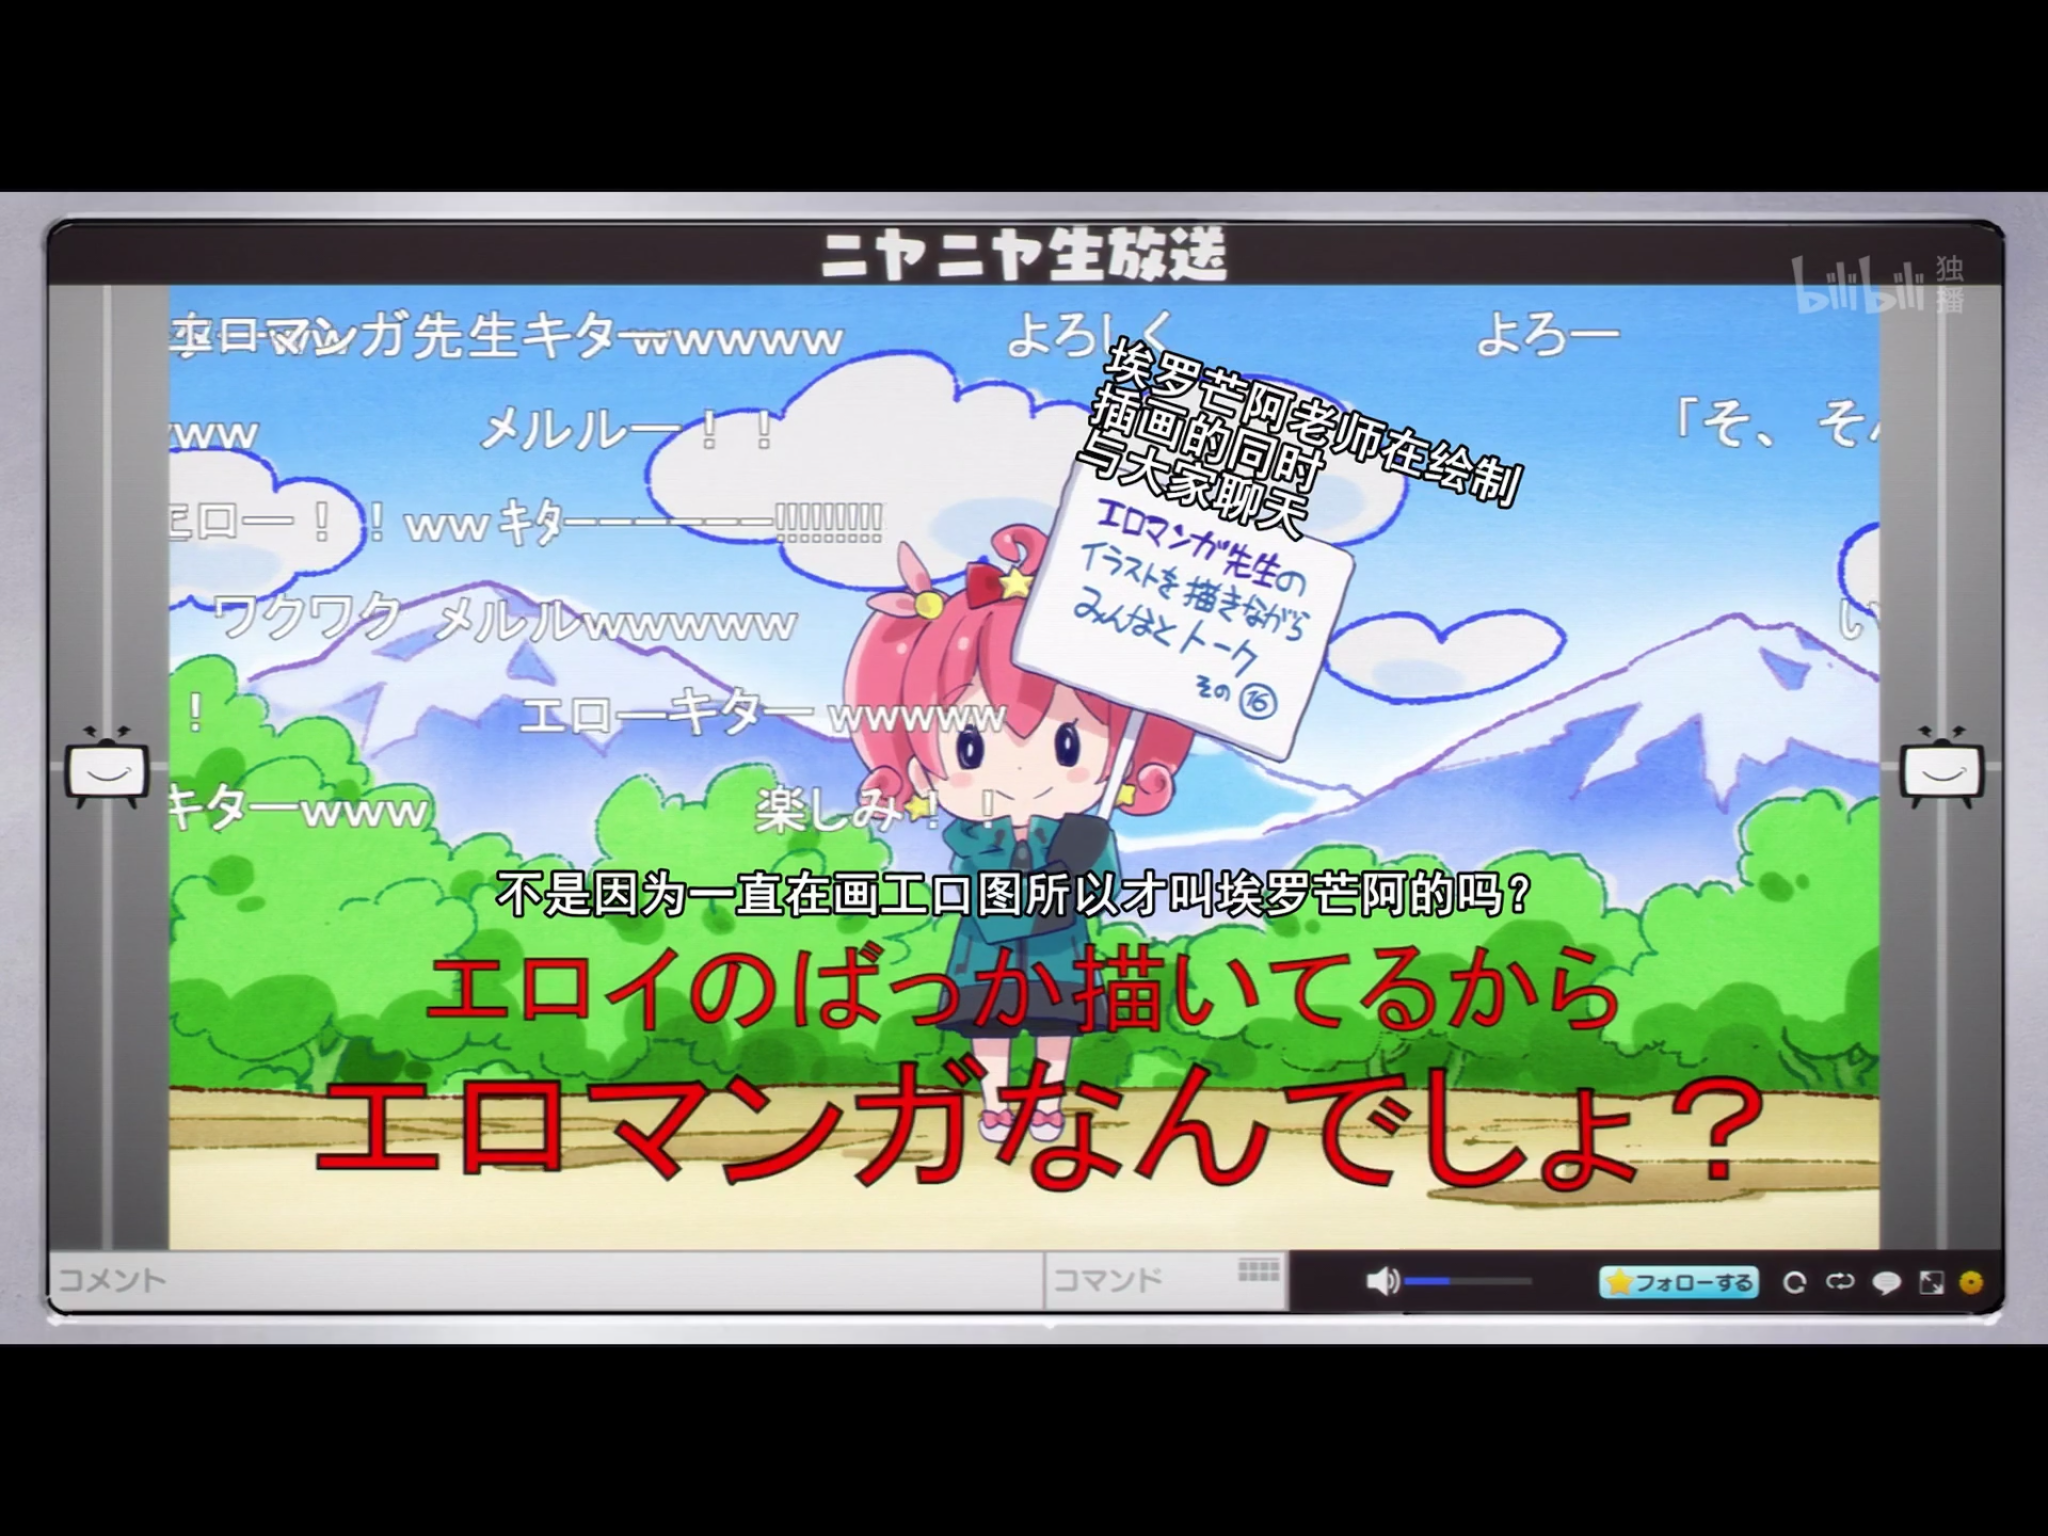 ニヤニヤ生放送
bilibili 独播
エロマンガ先生キターwwwwww
よろしく
よろー
埃罗芒阿老师在绘制
插画的同时
与大家聊天
www
メルルー！！
「そ、そ
エロマンガ先生の
イラストを描きながら
みんなとトーク
その⑯
エロー！！ww
ｷﾀｰーーーーーー!!!!!!!!!!
ワクワク
メルルwwwwww
い
！
エローキターwwwww
キターwww
楽しみ！！
不是因为一直在画工口图所以才叫埃罗芒阿的吗？
エロイのばっか描いてるから
エロマンガなんでしょ？
コメント
コマンド
フォローする